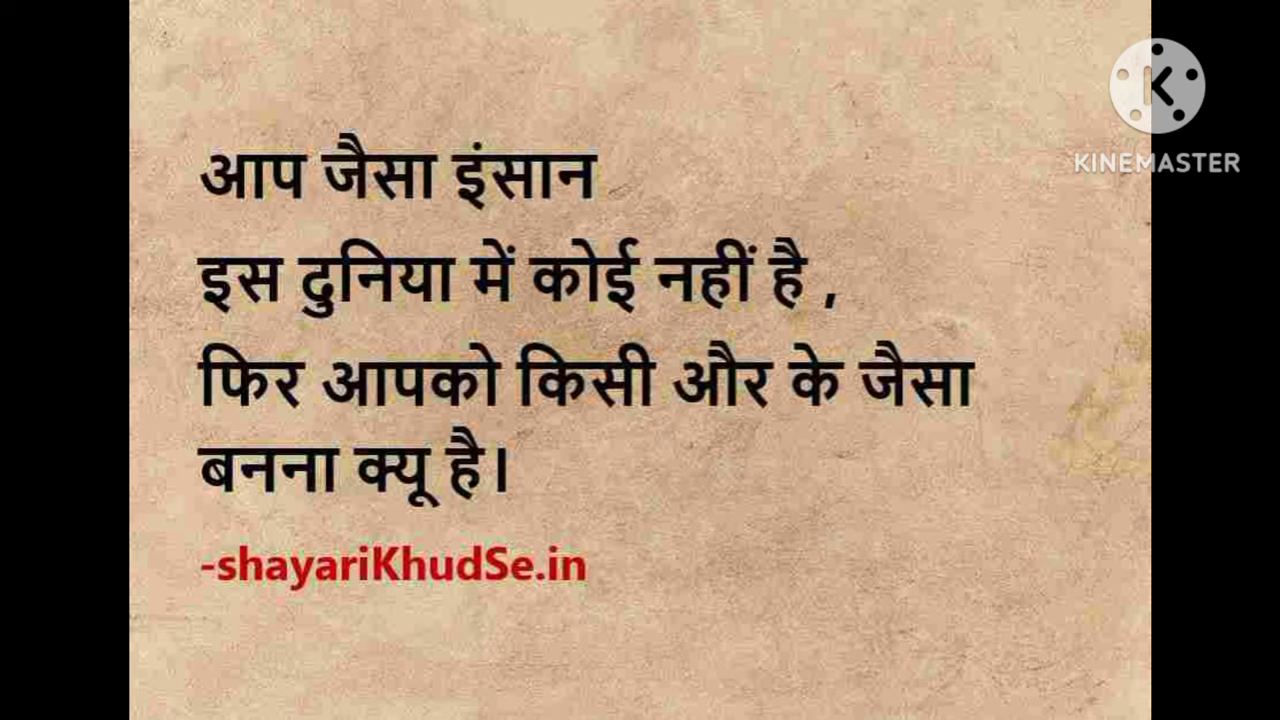 आप जैसा इंसान
इस दुनिया में कोई नहीं है ,
फिर आपको किसी और के जैसा
बनना क्यू है।
-shayariKhudSe.in
K
KINEMASTER